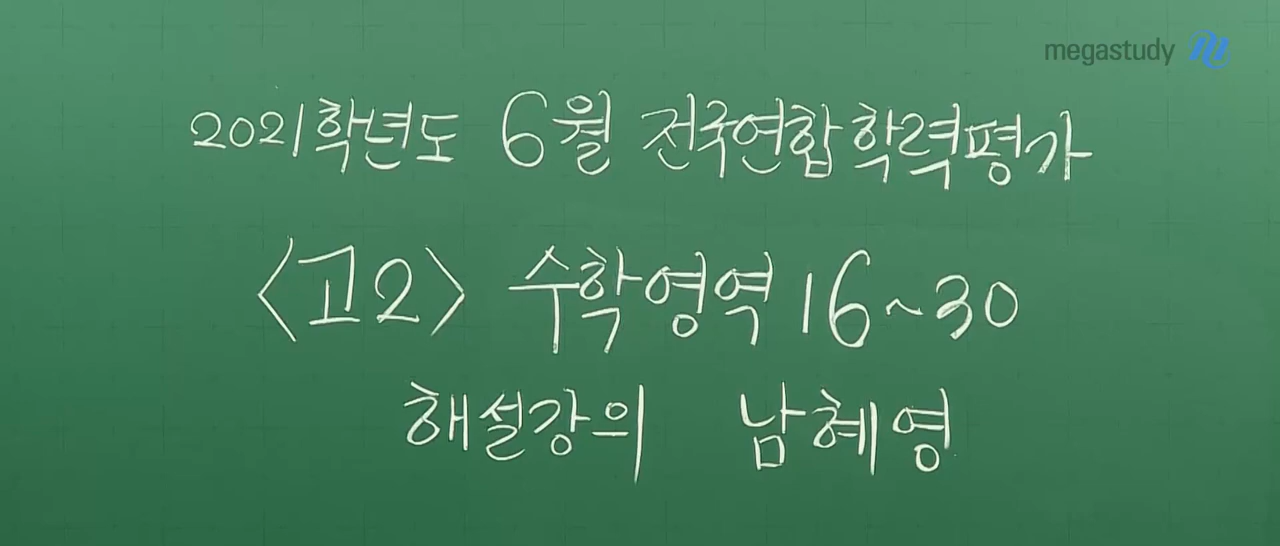 megastudy
2021학년도 6월 전국연합학력평가
<고2> 수학영역 16~30
해설강의 남혜영